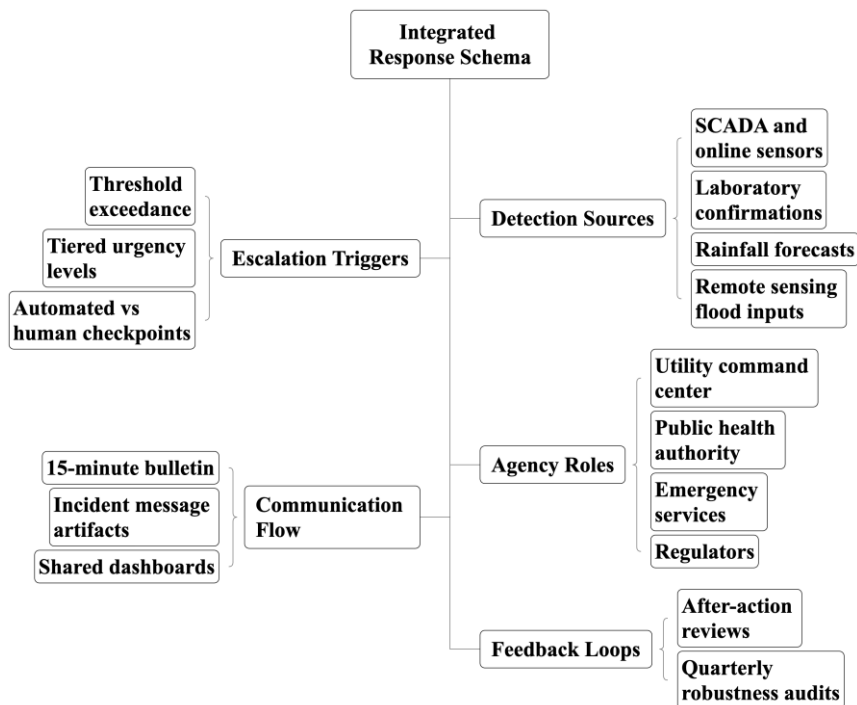 Integrated
Response Schema
SCADA and
online sensors
Laboratory
confirmations
Rainfall forecasts
Remote sensing
flood inputs
Detection Sources
Threshold
exceedance
Tiered urgency
levels
Automated vs
human checkpoints
Escalation Triggers
Utility command
center
Public health
authority
Emergency
services
Regulators
Agency Roles
15-minute bulletin
Incident message
artifacts
Shared dashboards
Communication
Flow
After-action
reviews
Quarterly
robustness audits
Feedback Loops